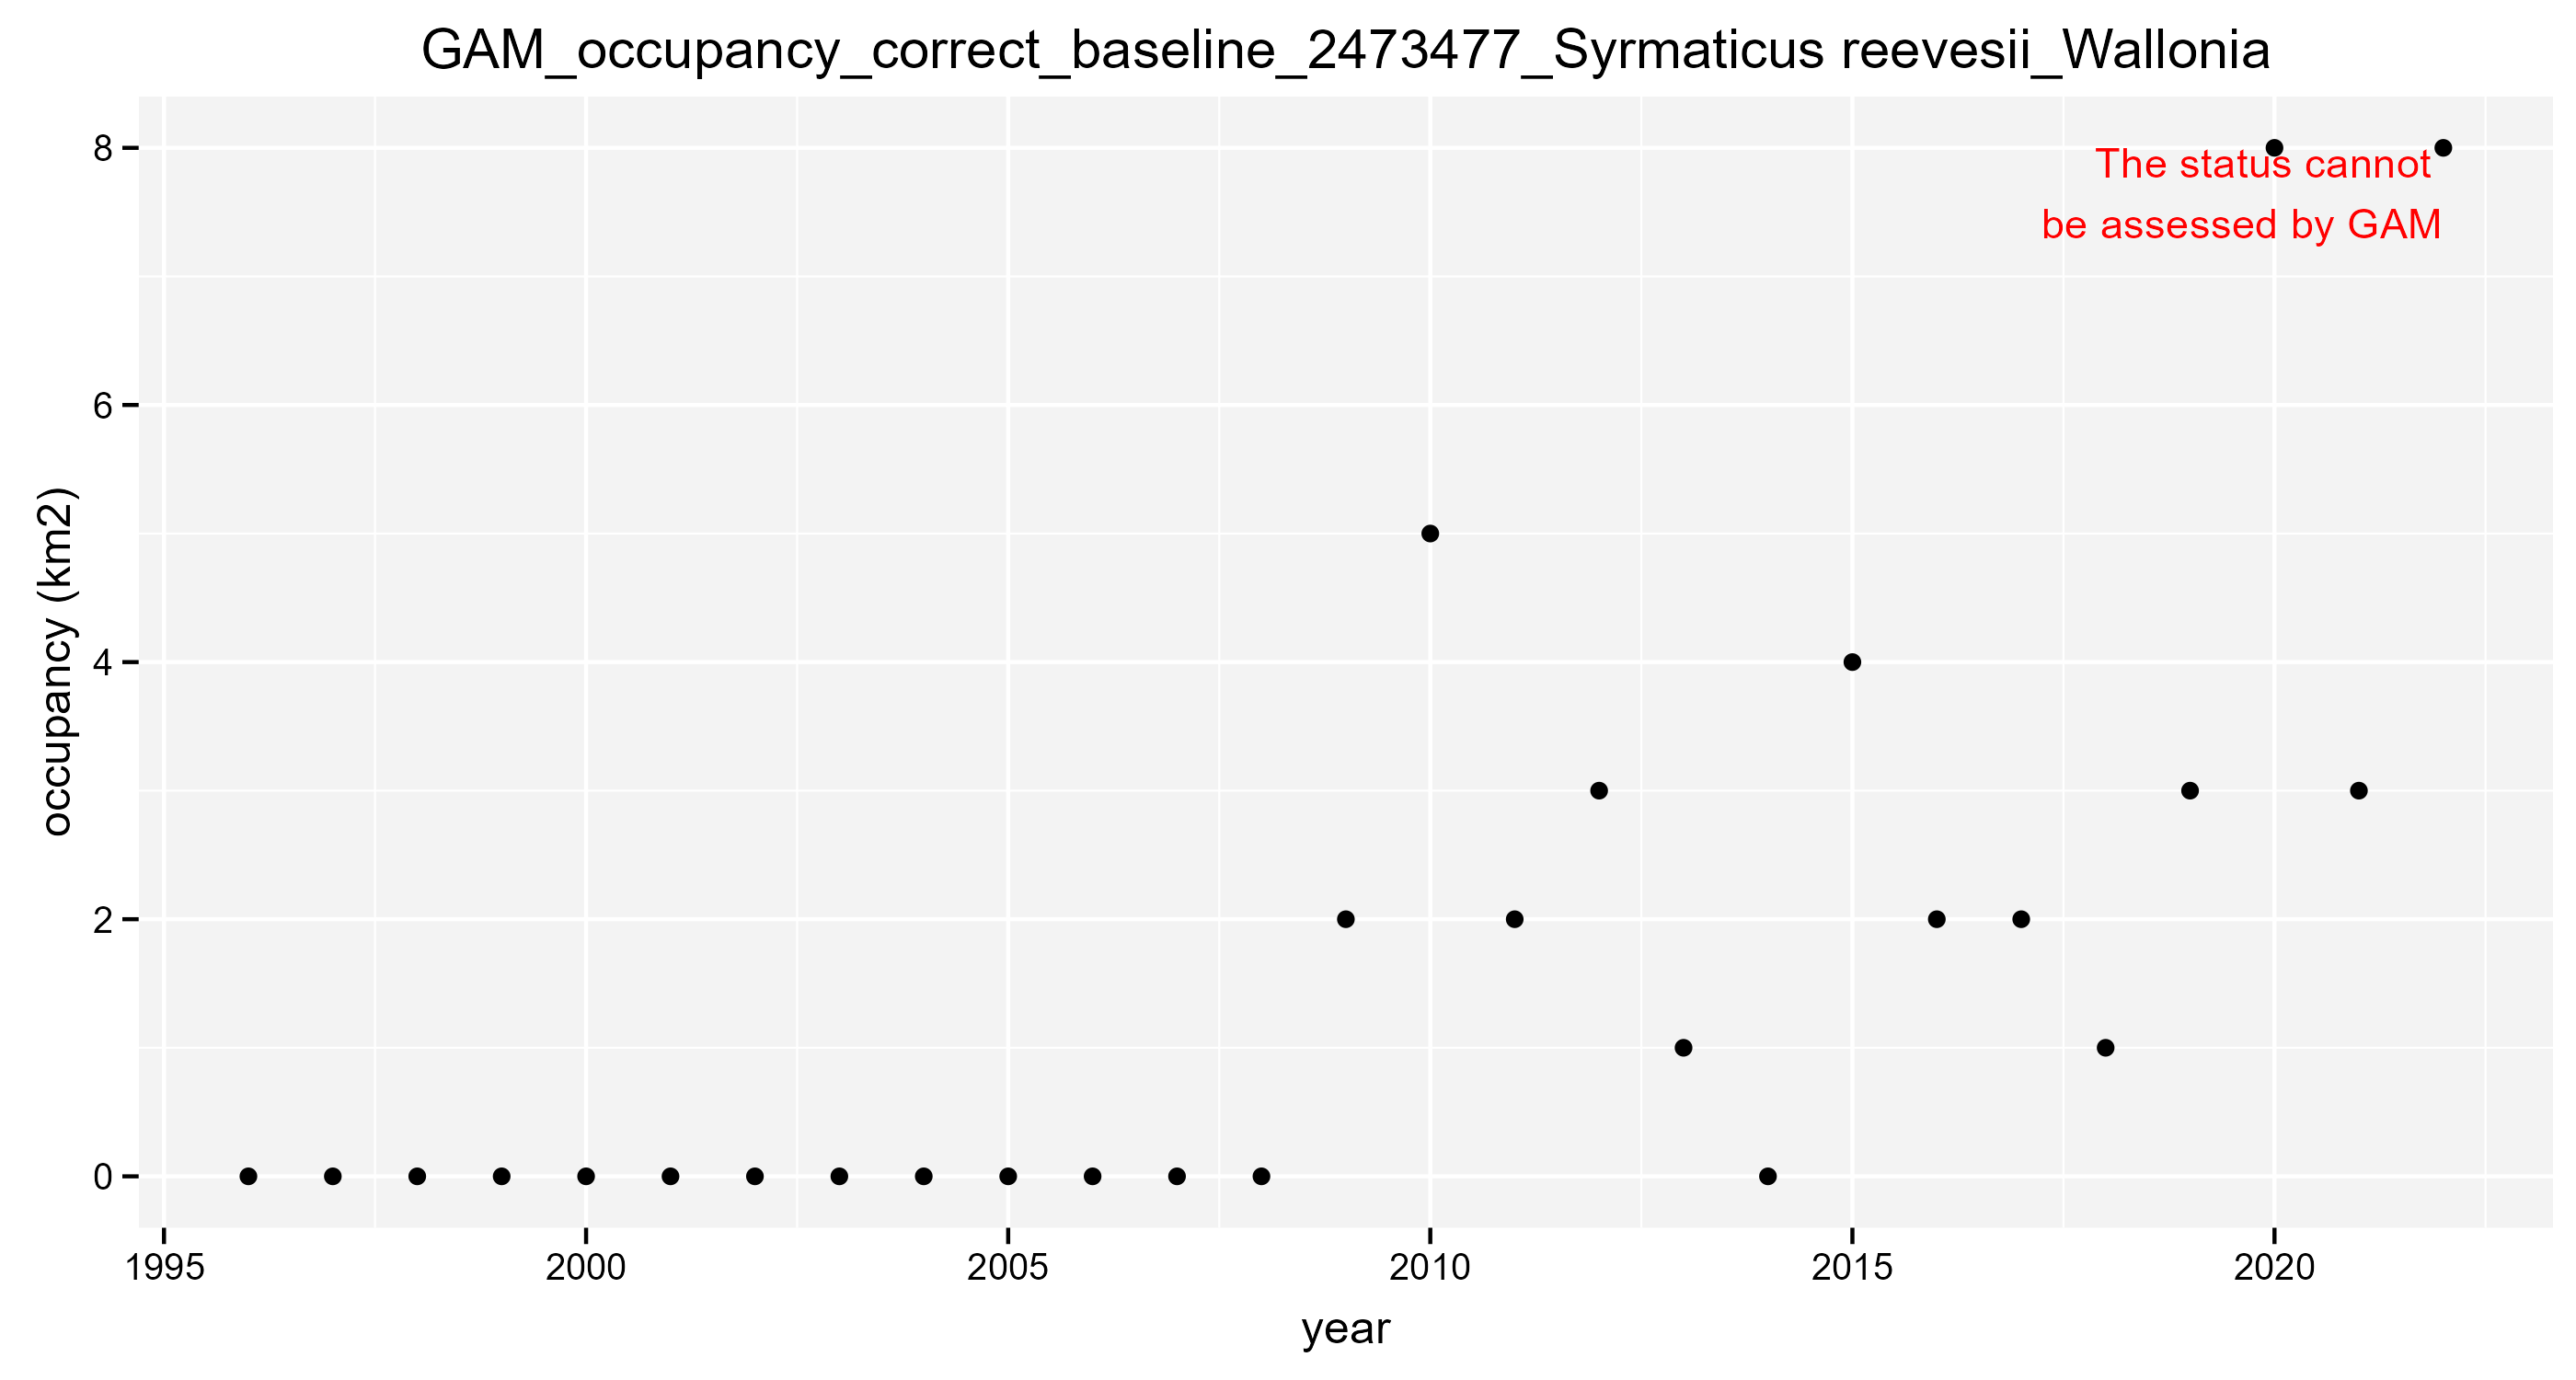 GAM_occupancy_correct_baseline_2473477_Syrmaticus reevesii_Wallonia
8
The status cannot
be assessed by GAM
6
occupancy (km2)
4
2
0
1995 2000 2005 2010 2015 2020
year